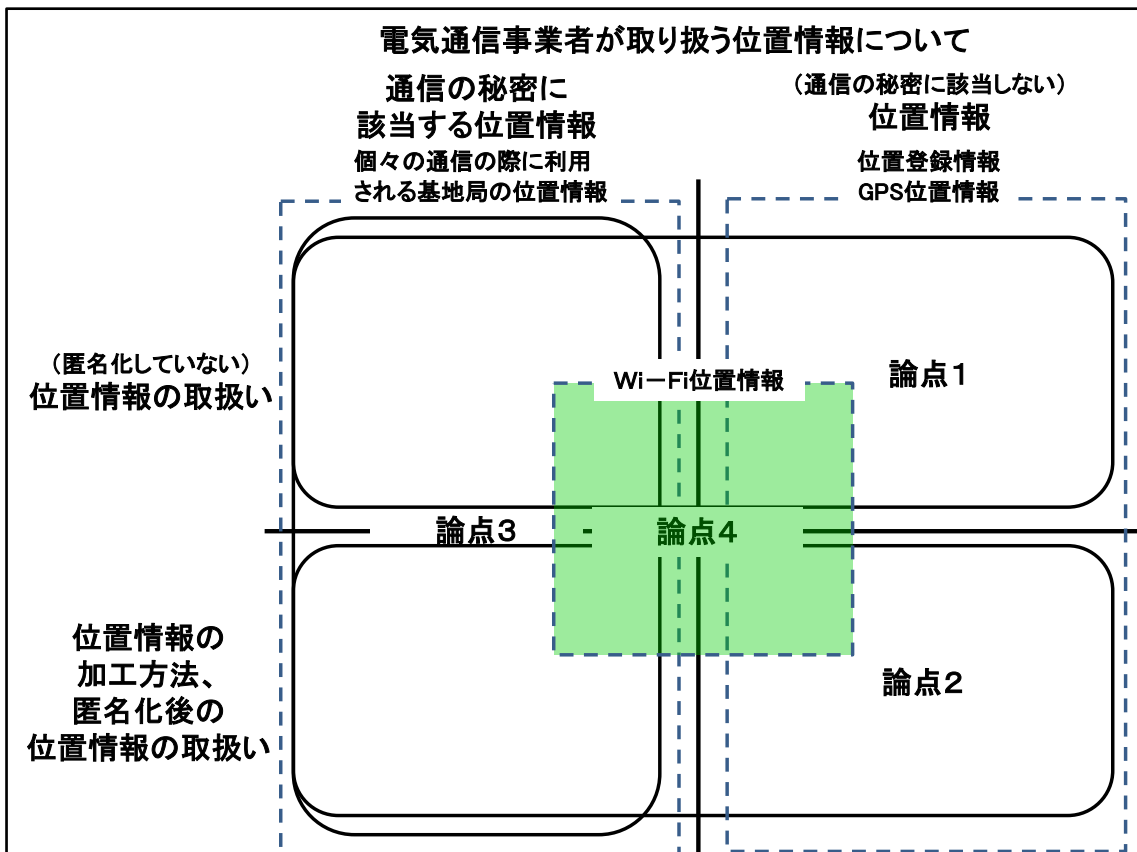 電気通信事業者が取り扱う位置情報について
通信の秘密に
該当する位置情報
個々の通信の際に利用
される基地局の位置情報
（通信の秘密に該当しない）
位置情報
位置登録情報
GPS位置情報
（匿名化していない）
位置情報の取扱い
Ｗｉ－Ｆｉ位置情報
論点１
論点３
論点４
位置情報の
加工方法、
匿名化後の
位置情報の取扱い
論点２